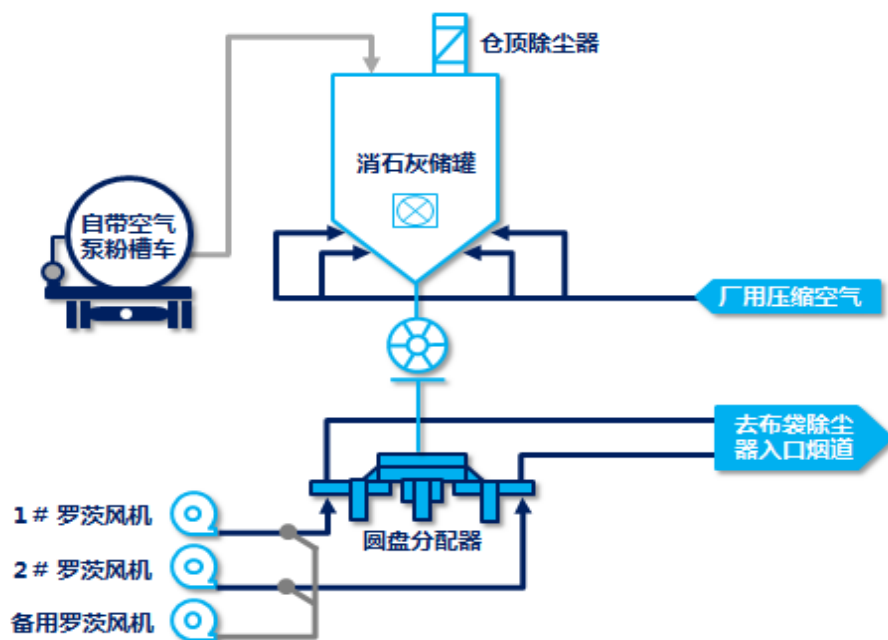 仓顶除尘器
消石灰储罐
自带空气
泵粉槽车
厂用压缩空气
去布袋除尘
器入口烟道
1# 罗茨风机
圆盘分配器
2# 罗茨风机
备用罗茨风机